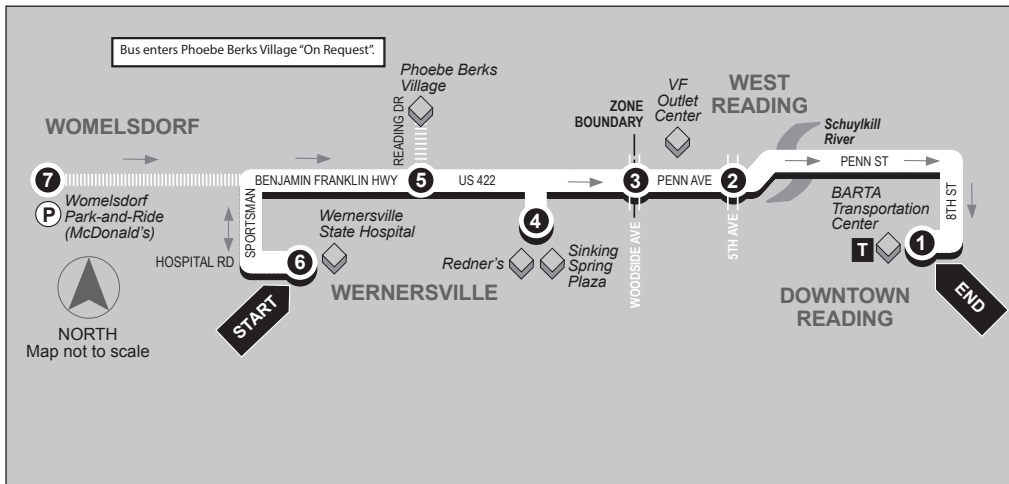 Bus enters Phoebe Berks Village “On Request”.
Phoebe Berks
Village
READING DR
ZONE
BOUNDARY
VF
Outlet
Center
WEST
READING
Schuylkill
River
WOMELSDORF
7
BENJAMIN FRANKLIN HWY
5
US 422
3
PENN AVE
2
PENN ST
8TH ST
P
Womelsdorf
Park-and-Ride
(McDonald’s)
SPORTSMAN
HOSPITAL RD
Wernersville
State Hospital
6
4
Redner’s
Sinking
Spring
Plaza
WOODSIDE AVE
5TH AVE
BARTA
Transportation
Center
T
1
WERNERSVILLE
START
DOWNTOWN
READING
END
NORTH
Map not to scale